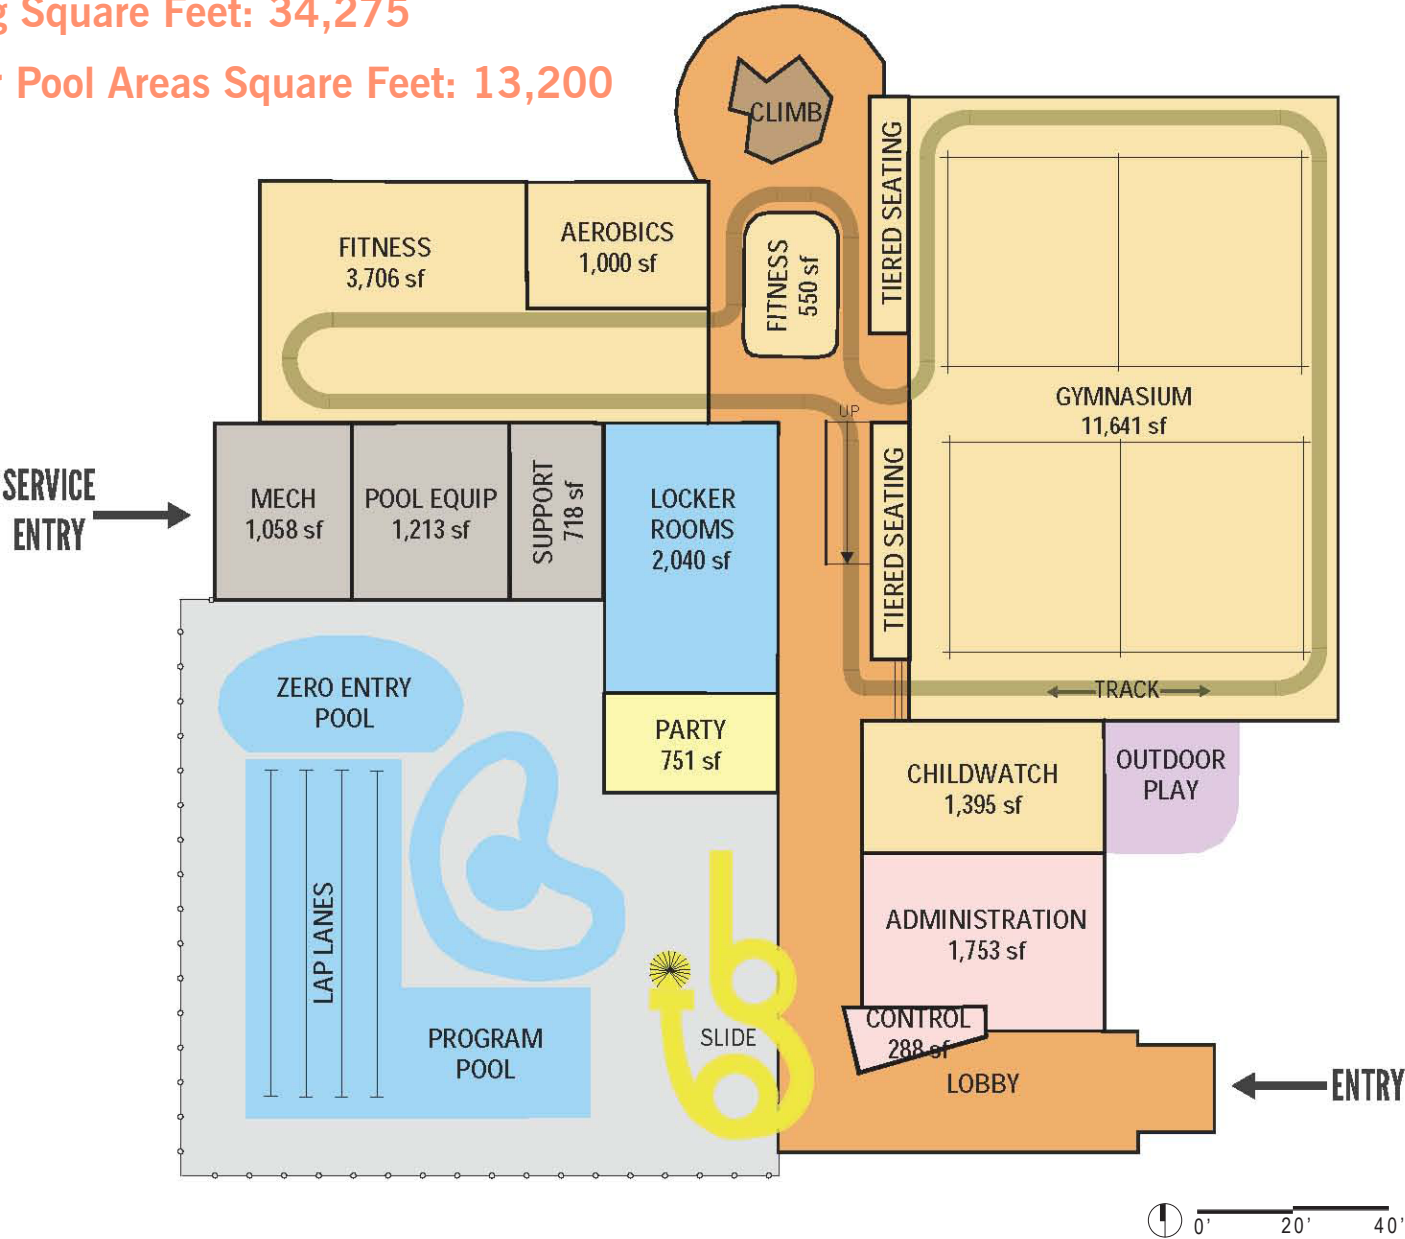 g Square Feet: 34,275
r Pool Areas Square Feet: 13,200
CLIMB
TIERED SEATING
FITNESS
3,706 sf
AEROBICS
1,000 sf
FITNESS
550 sf
GYMNASIUM
11,641 sf
UP
SERVICE
ENTRY
MECH
1,058 sf
POOL EQUIP
1,213 sf
SUPPORT
718 sf
LOCKER
ROOMS
2,040 sf
TIERED SEATING
TRACK
ZERO ENTRY
POOL
PARTY
751 sf
CHILDWATCH
1,395 sf
OUTDOOR
PLAY
LAP LANES
ADMINISTRATION
1,753 sf
CONTROL
288 sf
PROGRAM
POOL
SLIDE
LOBBY
ENTRY
0' 20' 40'